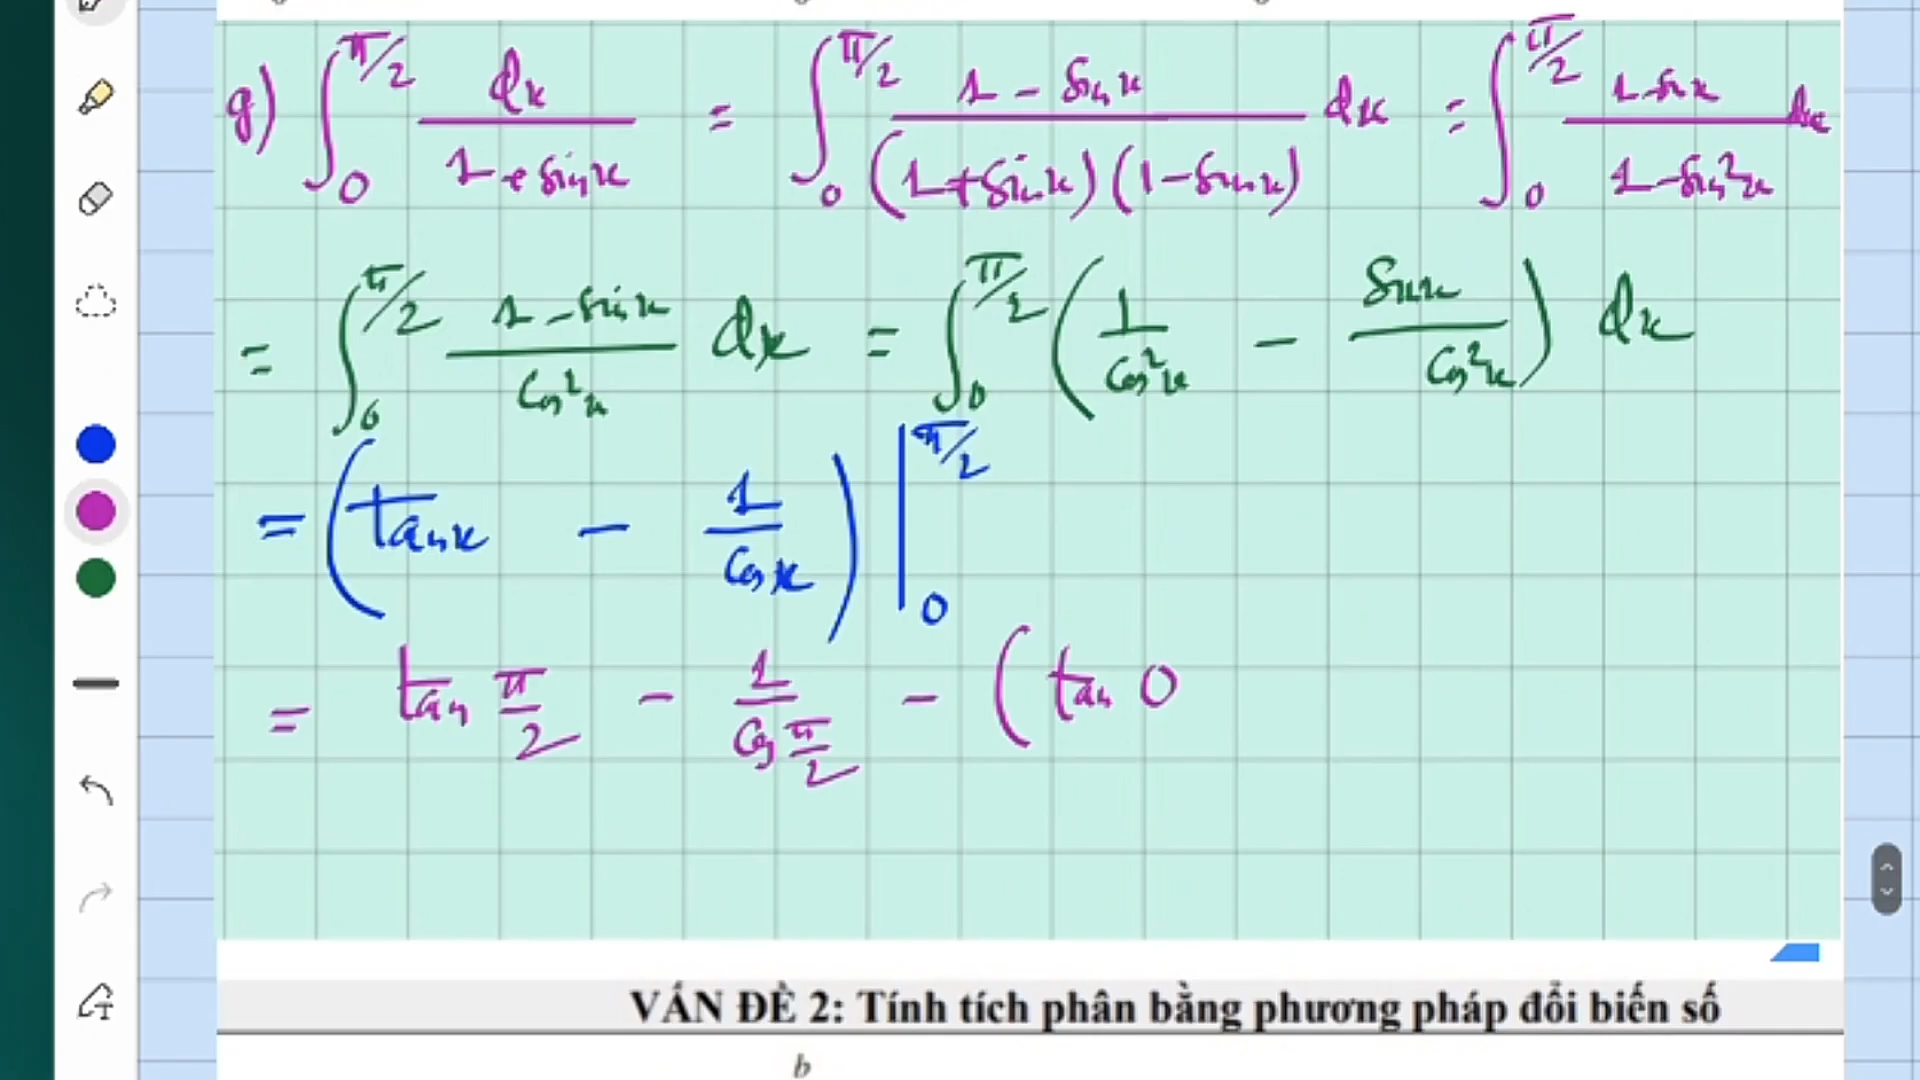 g) ∫₀^{π/2} dx/(1+sinx) = ∫₀^{π/2} (1 - sinx)/((1+sinx)(1-sinx)) dx = ∫₀^{π/2} (1-sinx)/(1-sin²x) dx
= ∫₀^{π/2} (1-sinx)/(cos²x) dx = ∫₀^{π/2} (1/cos²x - sinx/cos²x) dx
= (tanx - 1/cosx) |₀^{π/2}
= tan π/2 - 1/(cos π/2) - (tan 0
VẤN ĐỀ 2: Tính tích phân bằng phương pháp đổi biến số
b